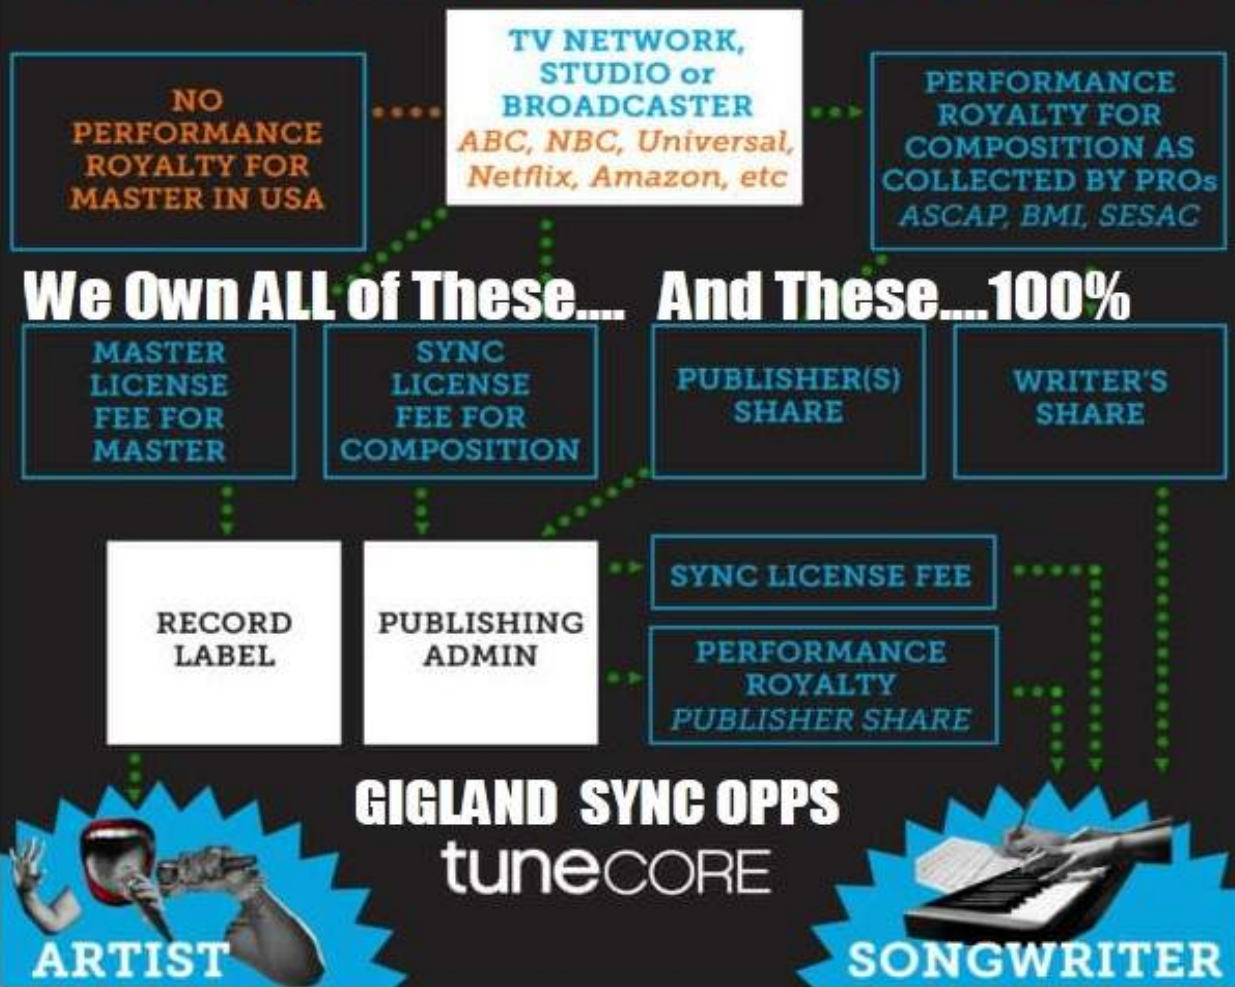 TV NETWORK,
STUDIO or
BROADCASTER
ABC, NBC, Universal,
Netflix, Amazon, etc
NO
PERFORMANCE
ROYALTY FOR
MASTER IN USA
PERFORMANCE
ROYALTY FOR
COMPOSITION AS
COLLECTED BY PROs
ASCAP, BMI, SESAC
We Own ALL of These.... And These....100%
MASTER
LICENSE
FEE FOR
MASTER
SYNC
LICENSE
FEE FOR
COMPOSITION
PUBLISHER(S)
SHARE
WRITER'S
SHARE
RECORD
LABEL
PUBLISHING
ADMIN
SYNC LICENSE FEE
PERFORMANCE
ROYALTY
PUBLISHER SHARE
GIGLAND SYNC OPPS
tunecORE
ARTIST
SONGWRITER